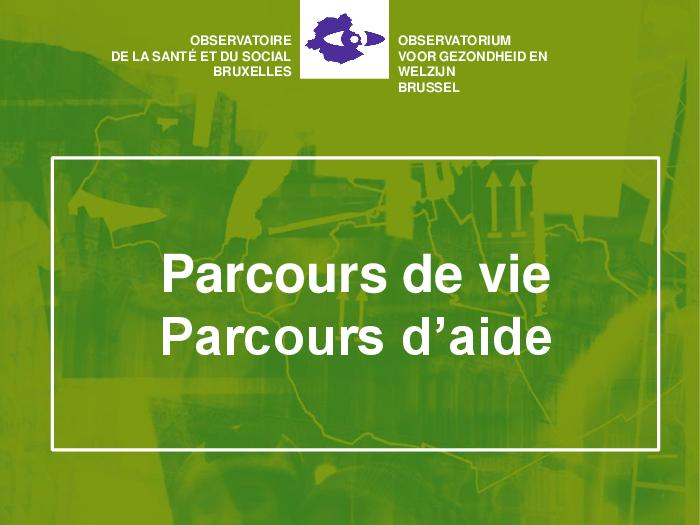 OBSERVATOIRE
DE LA SANTÉ ET DU SOCIAL
BRUXELLES
OBSERVATORIUM
VOOR GEZONDHEID EN
WELZIJN
BRUSSEL
Parcours de vie
Parcours d’aide